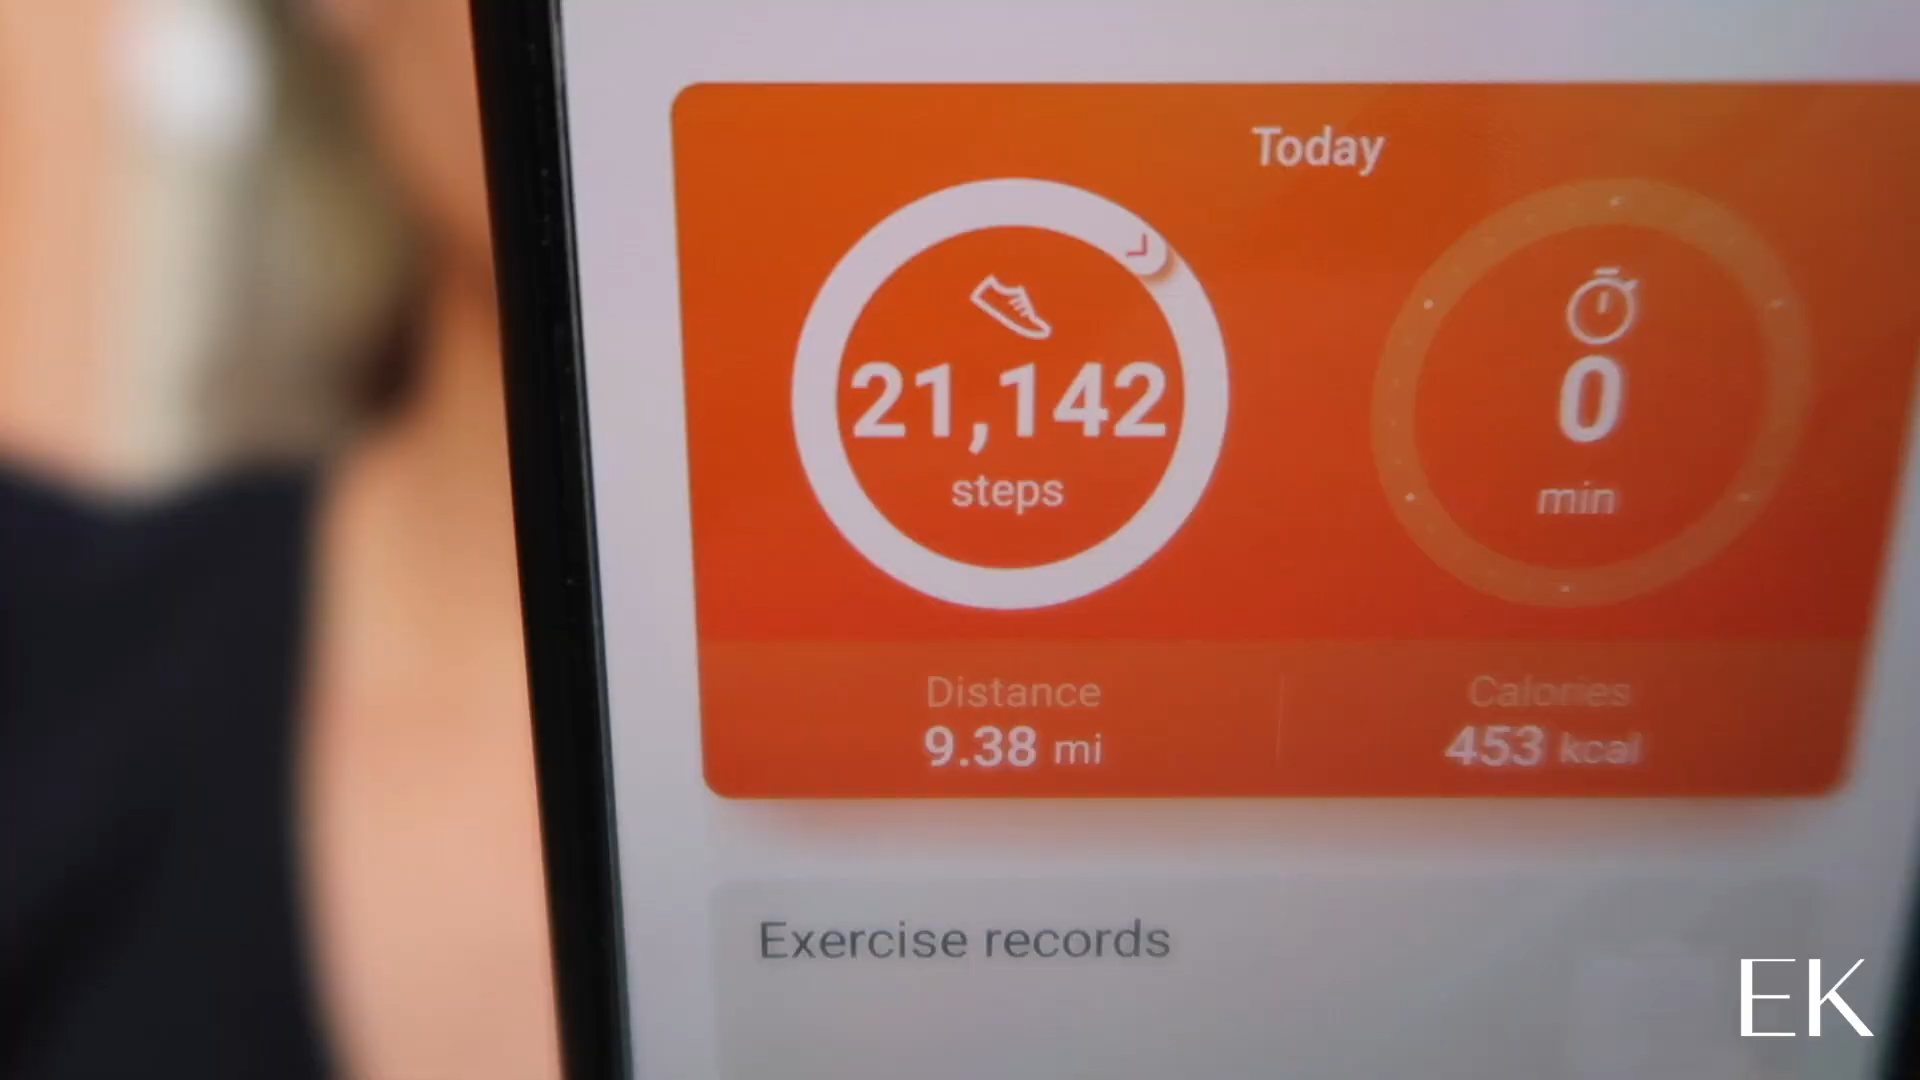 Today
21,142
steps
0
min
Distance
9.38 mi
Calories
453 kcal
Exercise records
EK